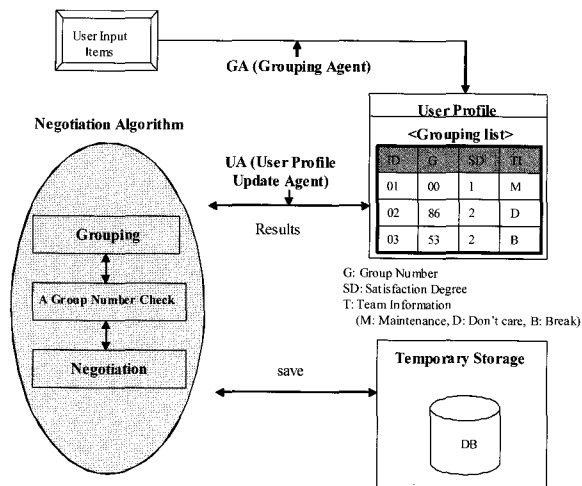 User Input
Items
GA (Grouping Agent)
User Profile
<Grouping list>
ID G SD TI
01 00 1 M
02 86 2 D
03 53 2 B
Negotiation Algorithm
UA (User Profile
Update Agent)
Results
Grouping
A Group Number Check
Negotiation
G: Group Number
SD: Satisfaction Degree
T: Team Information
(M: Maintenance, D: Don't care, B: Break)
save
Temporary Storage
DB